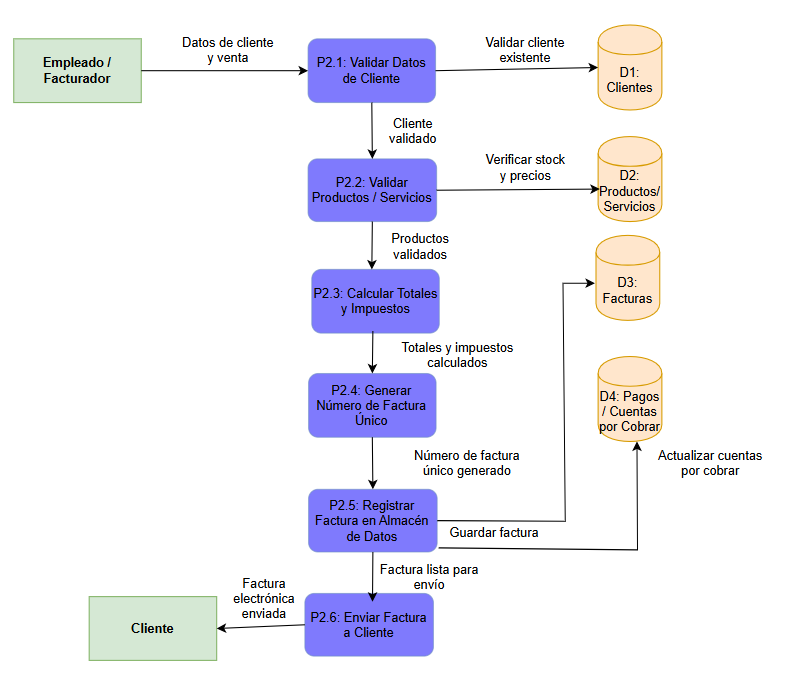 Empleado /
Facturador
Datos de cliente
y venta
P2.1: Validar Datos
de Cliente
Validar cliente
existente
D1:
Clientes
Cliente
validado
P2.2: Validar
Productos / Servicios
Verificar stock
y precios
D2:
Productos/
Servicios
Productos
validados
P2.3: Calcular Totales
y Impuestos
D3:
Facturas
Totales y impuestos
calculados
P2.4: Generar
Número de Factura
Único
D4: Pagos
/ Cuentas
por Cobrar
Número de factura
único generado
Actualizar cuentas
por cobrar
P2.5: Registrar
Factura en Almacén
de Datos
Guardar factura
Factura lista para
envío
Factura
electrónica
enviada
P2.6: Enviar Factura
a Cliente
Cliente